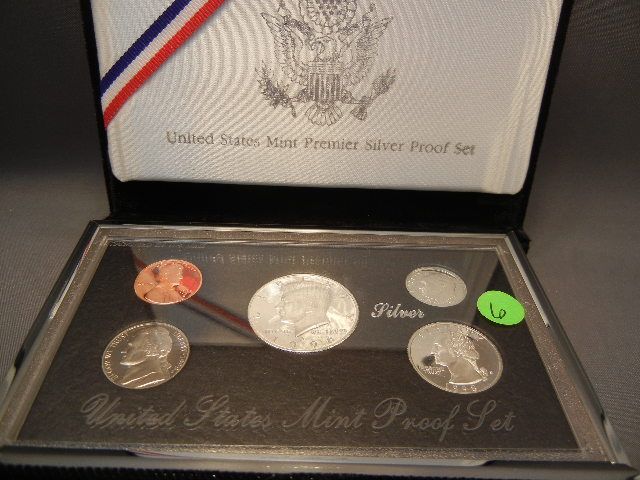 United States Mint Premier Silver Proof Set
Silver
6
United States Mint Proof Set